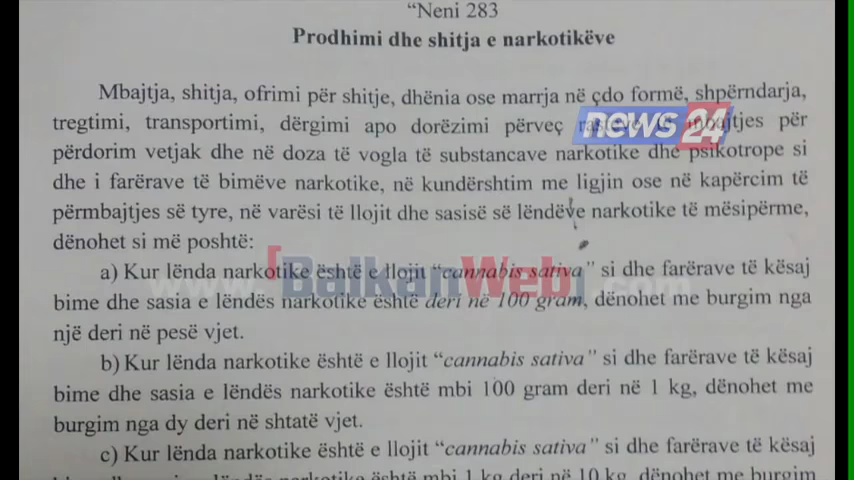 “Neni 283
Prodhimi dhe shitja e narkotikëve
Mbajtja, shitja, ofrimi për shitje, dhënia ose marrja në çdo formë, shpërndarja,
tregtimi, transportimi, dërgimi apo dorëzimi përveç mbajtjes për
news 24
përdorim vetjak dhe në doza të vogla të substancave narkotike dhe psikotrope si
dhe i farërave të bimëve narkotike, në kundërshtim me ligjin ose në kapërcim të
përmbajtjes së tyre, në varësi të llojit dhe sasisë së lëndëve narkotike të mësipërme,
dënohet si më poshtë:
a) Kur lënda narkotike është e llojit “cannabis sativa” si dhe farërave të kësaj
www.BalkanWeb.com
bime dhe sasia e lëndës narkotike është deri në 100 gram, dënohet me burgim nga
një deri në pesë vjet.
b) Kur lënda narkotike është e llojit “cannabis sativa” si dhe farërave të kësaj
bime dhe sasia e lëndës narkotike është mbi 100 gram deri në 1 kg, dënohet me
burgim nga dy deri në shtatë vjet.
c) Kur lënda narkotike është e llojit “cannabis sativa” si dhe farërave të kësaj
narkotike është mbi 1 kg deri në 10 kg, dënohet me burgim